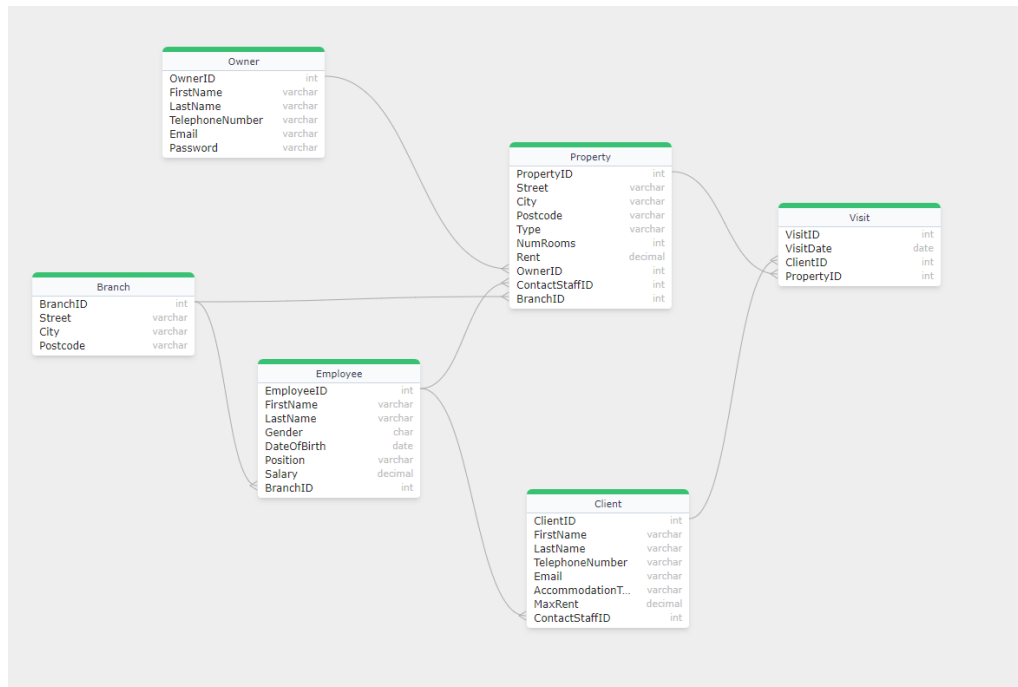 Owner
OwnerID int
FirstName varchar
LastName varchar
TelephoneNumber varchar
Email varchar
Password varchar
Property
PropertyID int
Street varchar
City varchar
Postcode varchar
Type varchar
NumRooms int
Rent decimal
OwnerID int
ContactStaffID int
BranchID int
Visit
VisitID int
VisitDate date
ClientID int
PropertyID int
Branch
BranchID int
Street varchar
City varchar
Postcode varchar
Employee
EmployeeID int
FirstName varchar
LastName varchar
Gender char
DateOfBirth date
Position varchar
Salary decimal
BranchID int
Client
ClientID int
FirstName varchar
LastName varchar
TelephoneNumber varchar
Email varchar
AccommodationT... varchar
MaxRent decimal
ContactStaffID int